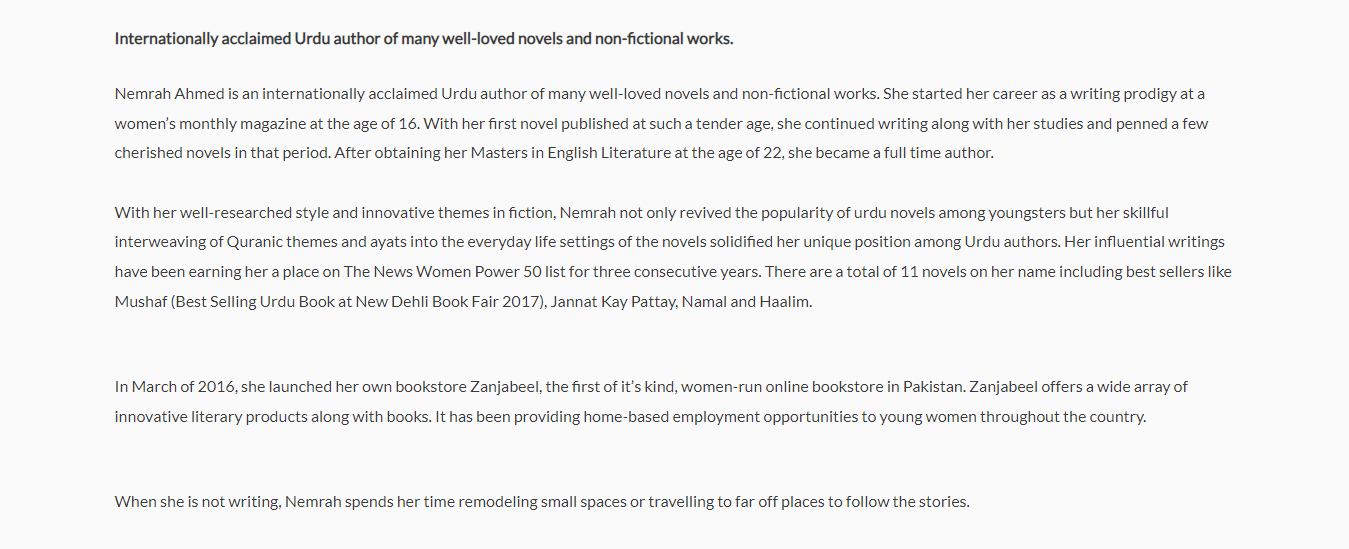 Internationally acclaimed Urdu author of many well-loved novels and non-fictional works.
Nemrah Ahmed is an internationally acclaimed Urdu author of many well-loved novels and non-fictional works. She started her career as a writing prodigy at a
women’s monthly magazine at the age of 16. With her first novel published at such a tender age, she continued writing along with her studies and penned a few
cherished novels in that period. After obtaining her Masters in English Literature at the age of 22, she became a full time author.
With her well-researched style and innovative themes in fiction, Nemrah not only revived the popularity of urdu novels among youngsters but her skillful
interweaving of Quranic themes and ayats into the everyday life settings of the novels solidified her unique position among Urdu authors. Her influential writings
have been earning her a place on The News Women Power 50 list for three consecutive years. There are a total of 11 novels on her name including best sellers like
Mushaf (Best Selling Urdu Book at New Dehli Book Fair 2017), Jannat Kay Pattay, Namal and Haalim.
In March of 2016, she launched her own bookstore Zanjabeel, the first of it’s kind, women-run online bookstore in Pakistan. Zanjabeel offers a wide array of
innovative literary products along with books. It has been providing home-based employment opportunities to young women throughout the country.
When she is not writing, Nemrah spends her time remodeling small spaces or travelling to far off places to follow the stories.